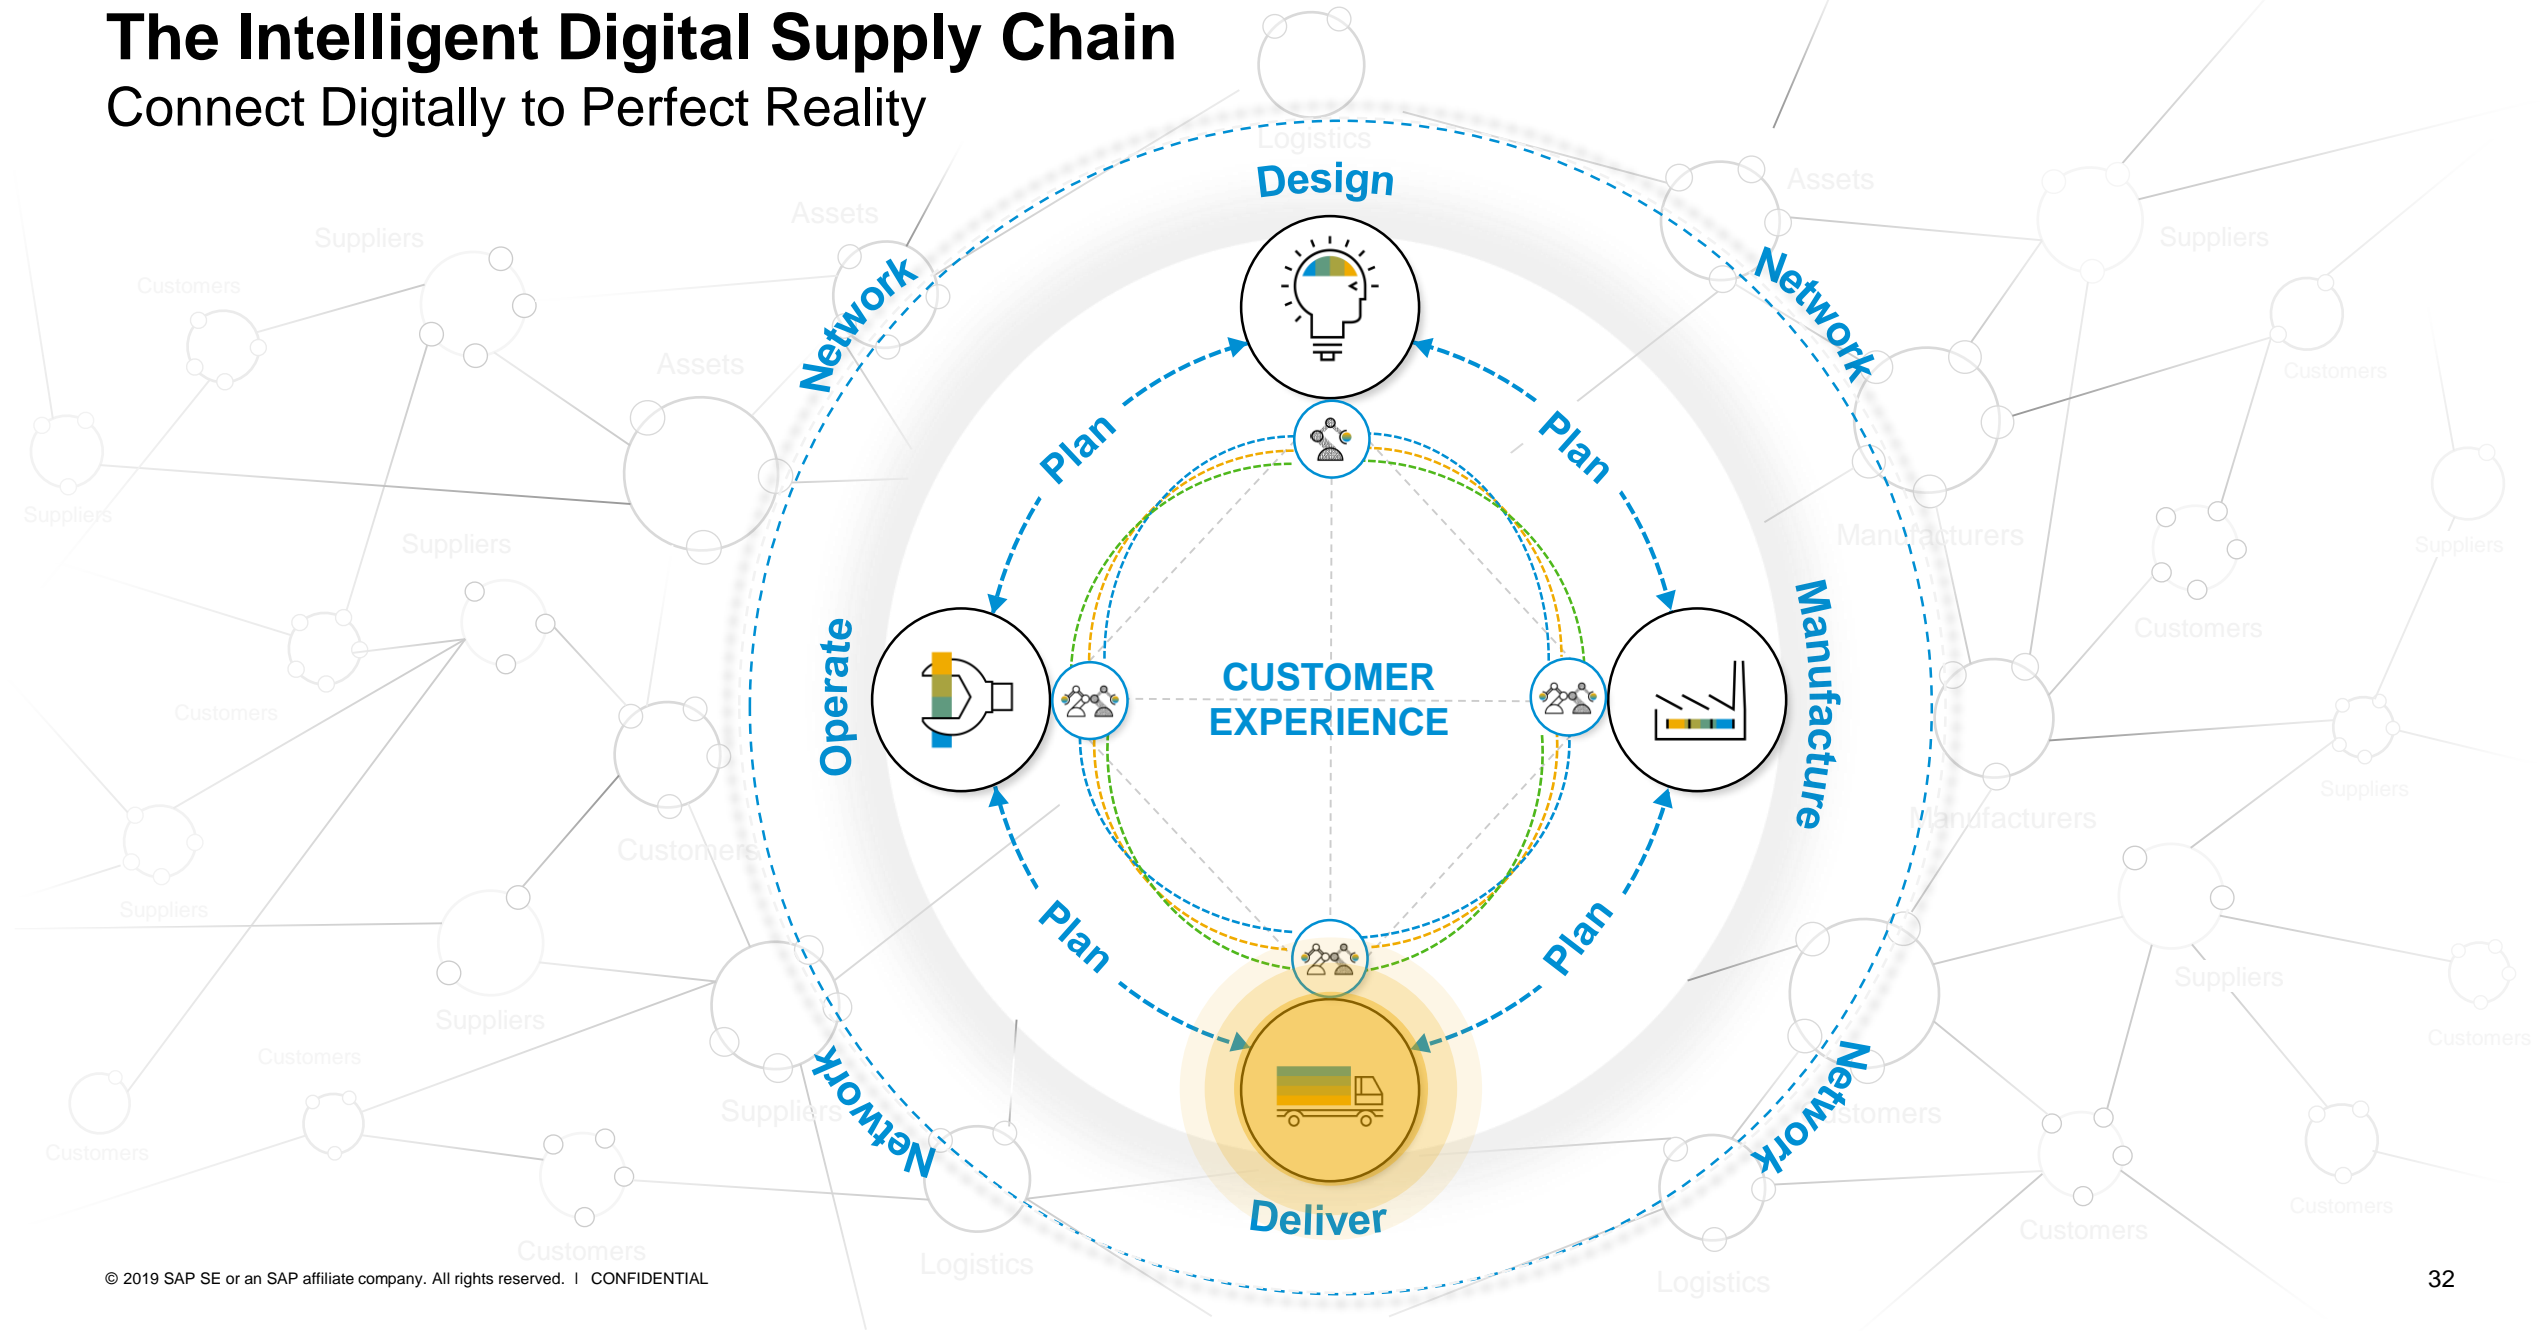 The Intelligent Digital Supply Chain
Connect Digitally to Perfect Reality
Logistics
Design
Assets
Assets
Suppliers
Suppliers
Customers
Network
Network
Assets
Customers
Plan
Plan
Suppliers
Suppliers
Manufacturers
Suppliers
Customers
Operate
CUSTOMER
EXPERIENCE
Manufacture
Customers
Suppliers
Customers
Manufacturers
Suppliers
Plan
Plan
Suppliers
Suppliers
Customers
Customers
Network
Network
Suppliers
Customers
Customers
Deliver
Customers
Customers
Customers
Logistics
Logistics
© 2019 SAP SE or an SAP affiliate company. All rights reserved. | CONFIDENTIAL
32